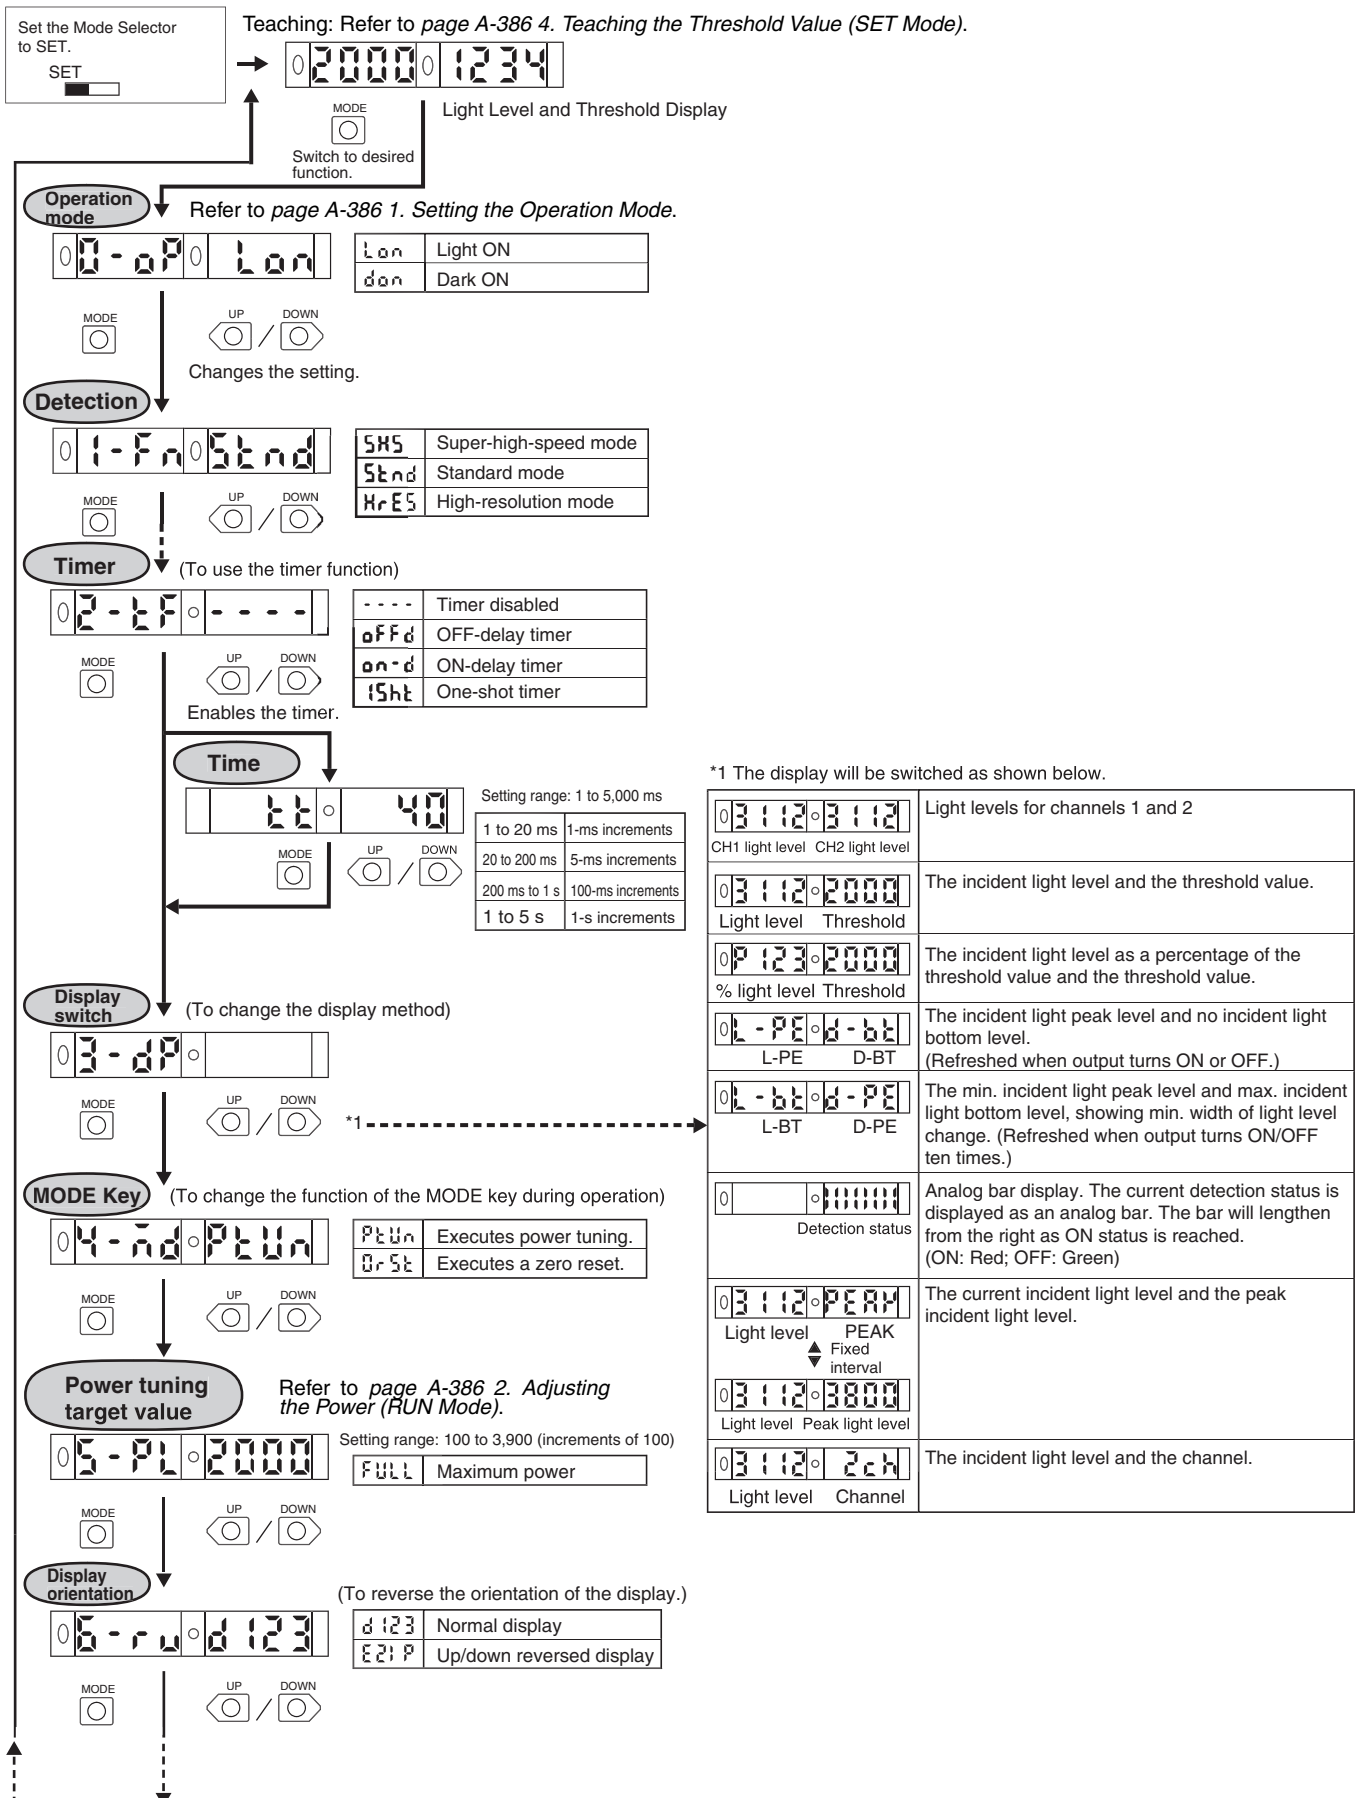 Set the Mode Selector
to SET.
SET
Teaching: Refer to page A-386 4. Teaching the Threshold Value (SET Mode).
2000 1234
MODE
Light Level and Threshold Display
Switch to desired
function.
Operation
mode
Refer to page A-386 1. Setting the Operation Mode.
0-oP Lon
Lon Light ON
don Dark ON
MODE UP / DOWN
Changes the setting.
Detection
1-Fn Stnd
SHS Super-high-speed mode
Stnd Standard mode
HrES High-resolution mode
MODE UP / DOWN
Timer
(To use the timer function)
2-tF ----
---- Timer disabled
oFFd OFF-delay timer
on-d ON-delay timer
1Sht One-shot timer
MODE UP / DOWN
Enables the timer.
Time
tt 40
Setting range: 1 to 5,000 ms
1 to 20 ms 1-ms increments
20 to 200 ms 5-ms increments
200 ms to 1 s 100-ms increments
1 to 5 s 1-s increments
MODE UP / DOWN
Display
switch
(To change the display method)
3-dP
MODE UP / DOWN
*1
MODE Key
(To change the function of the MODE key during operation)
4-md PtUn
PtUn Executes power tuning.
0rSt Executes a zero reset.
MODE UP / DOWN
Power tuning
target value
Refer to page A-386 2. Adjusting
the Power (RUN Mode).
5-PL 2000
Setting range: 100 to 3,900 (increments of 100)
FULL Maximum power
MODE UP / DOWN
Display
orientation
(To reverse the orientation of the display.)
6-ru d123
d123 Normal display
E21P Up/down reversed display
MODE UP / DOWN
*1 The display will be switched as shown below.
3112 3112
CH1 light level CH2 light level
Light levels for channels 1 and 2
3112 2000
Light level Threshold
The incident light level and the threshold value.
P 123 2000
% light level Threshold
The incident light level as a percentage of the
threshold value and the threshold value.
L-PE d-bt
L-PE D-BT
The incident light peak level and no incident light
bottom level.
(Refreshed when output turns ON or OFF.)
L-bt d-PE
L-BT D-PE
The min. incident light peak level and max. incident
light bottom level, showing min. width of light level
change. (Refreshed when output turns ON/OFF
ten times.)
Detection status
Analog bar display. The current detection status is
displayed as an analog bar. The bar will lengthen
from the right as ON status is reached.
(ON: Red; OFF: Green)
3112 PEAK
Light level PEAK
Fixed
interval
3112 3800
Light level Peak light level
The current incident light level and the peak
incident light level.
3112 2ch
Light level Channel
The incident light level and the channel.